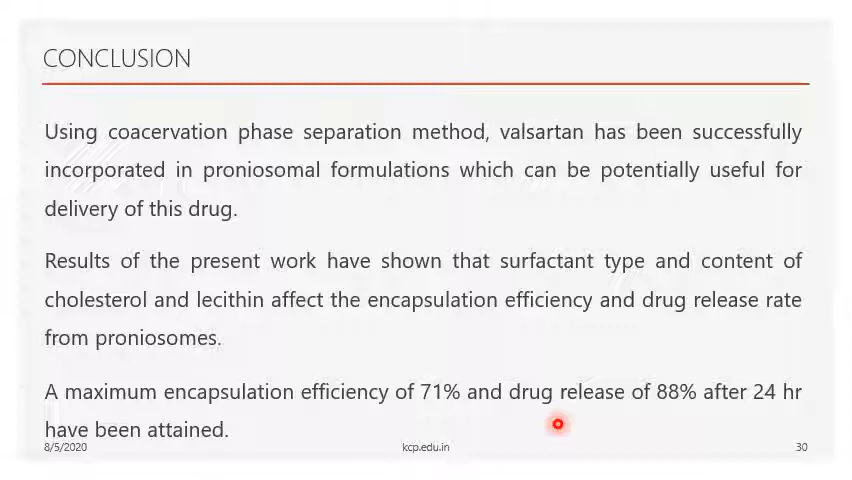 CONCLUSION
Using coacervation phase separation method, valsartan has been successfully
incorporated in proniosomal formulations which can be potentially useful for
delivery of this drug.
Results of the present work have shown that surfactant type and content of
cholesterol and lecithin affect the encapsulation efficiency and drug release rate
from proniosomes.
A maximum encapsulation efficiency of 71% and drug release of 88% after 24 hr
have been attained.
8/5/2020 kcp.edu.in 30